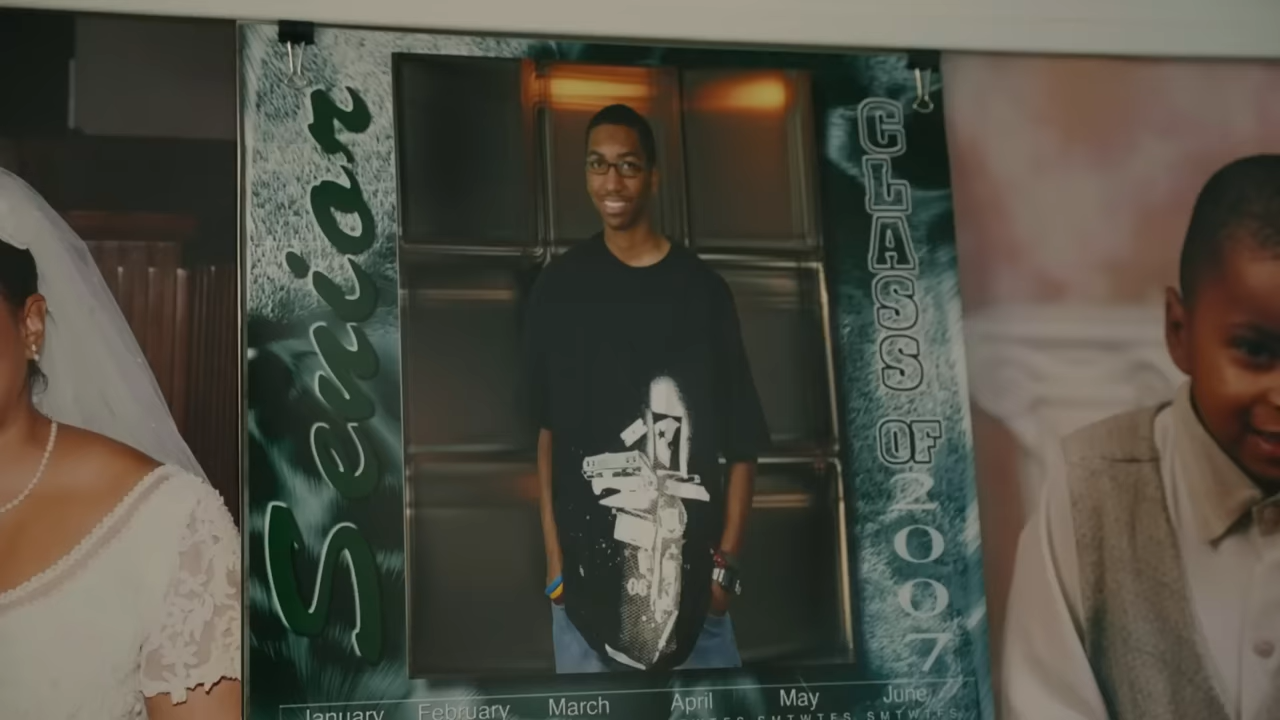 Senior
CLASS OF 2007
January February March April May June
S M T W T F S S M T W T F S